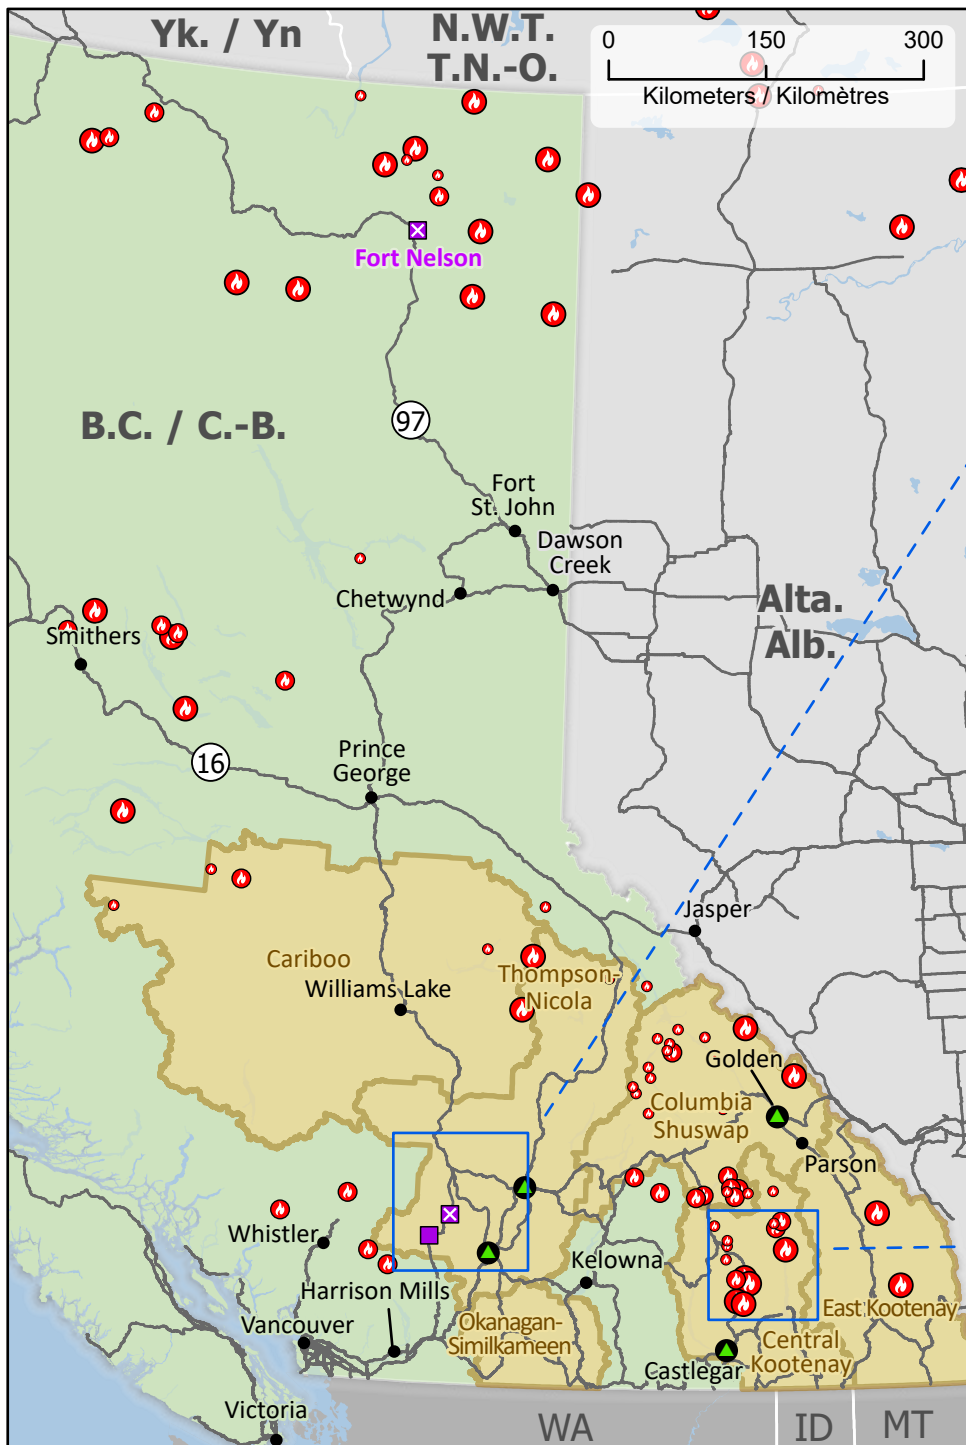 Yk. / Yn
N.W.T.
T.N.-O.
0 150 300
Kilometers / Kilomètres
Fort Nelson
B.C. / C.-B.
97
Fort
St. John
Dawson
Creek
Chetwynd
Alta.
Alb.
Smithers
Prince
George
16
Jasper
Cariboo
Williams Lake
Thompson-
Nicola
Golden
Columbia
Shuswap
Parson
Whistler
Kelowna
Harrison Mills
Okanagan-
Similkameen
East Kootenay
Vancouver
Central
Kootenay
Castlegar
Victoria
WA
ID
MT